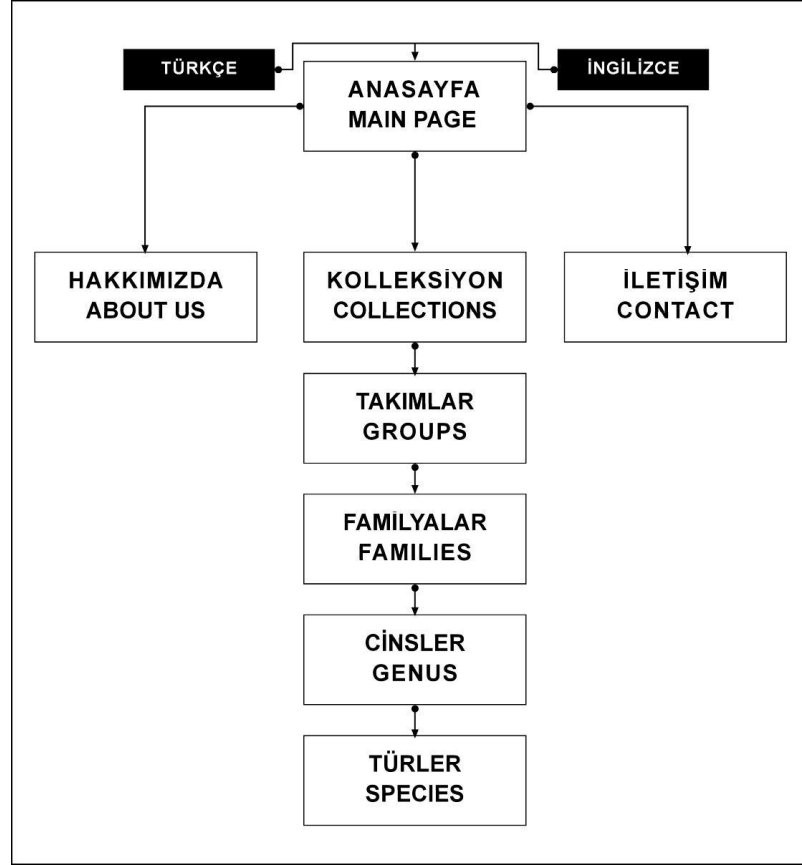 TÜRKÇE
İNGİLİZCE
ANASAYFA
MAIN PAGE
HAKKIMIZDA
ABOUT US
KOLLEKSİYON
COLLECTIONS
İLETİŞİM
CONTACT
TAKIMLAR
GROUPS
FAMİLYALAR
FAMILIES
CİNSLER
GENUS
TÜRLER
SPECIES